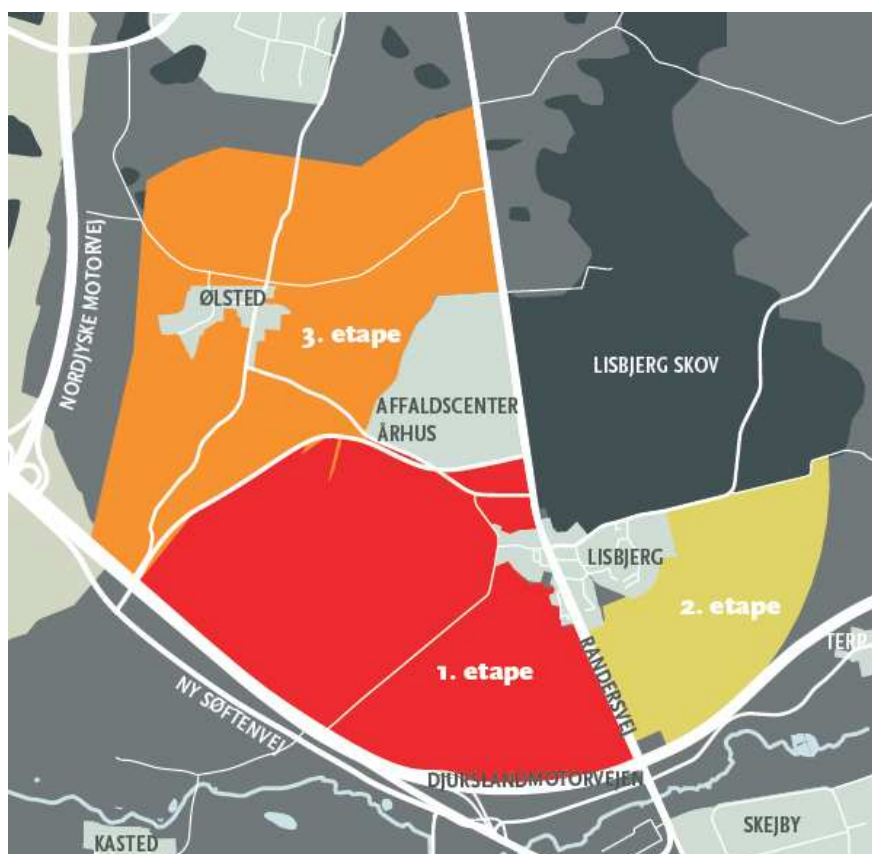 NORDJYSKE MOTORVEJ
ØLSTED
3. etape
LISBJERG SKOV
AFFALDSCENTER
ÅRHUS
LISBJERG
2. etape
TERP
1. etape
RANDERSVEJ
NY SØFTENVEJ
DJURSLANDMOTORVEJEN
SKEJBY
KASTED